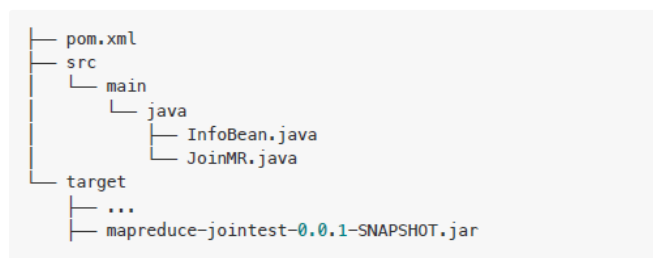 ├── pom.xml
├── src
│   └── main
│       └── java
│           ├── InfoBean.java
│           └── JoinMR.java
└── target
    ├── ...
    ├── mapreduce-jointest-0.0.1-SNAPSHOT.jar